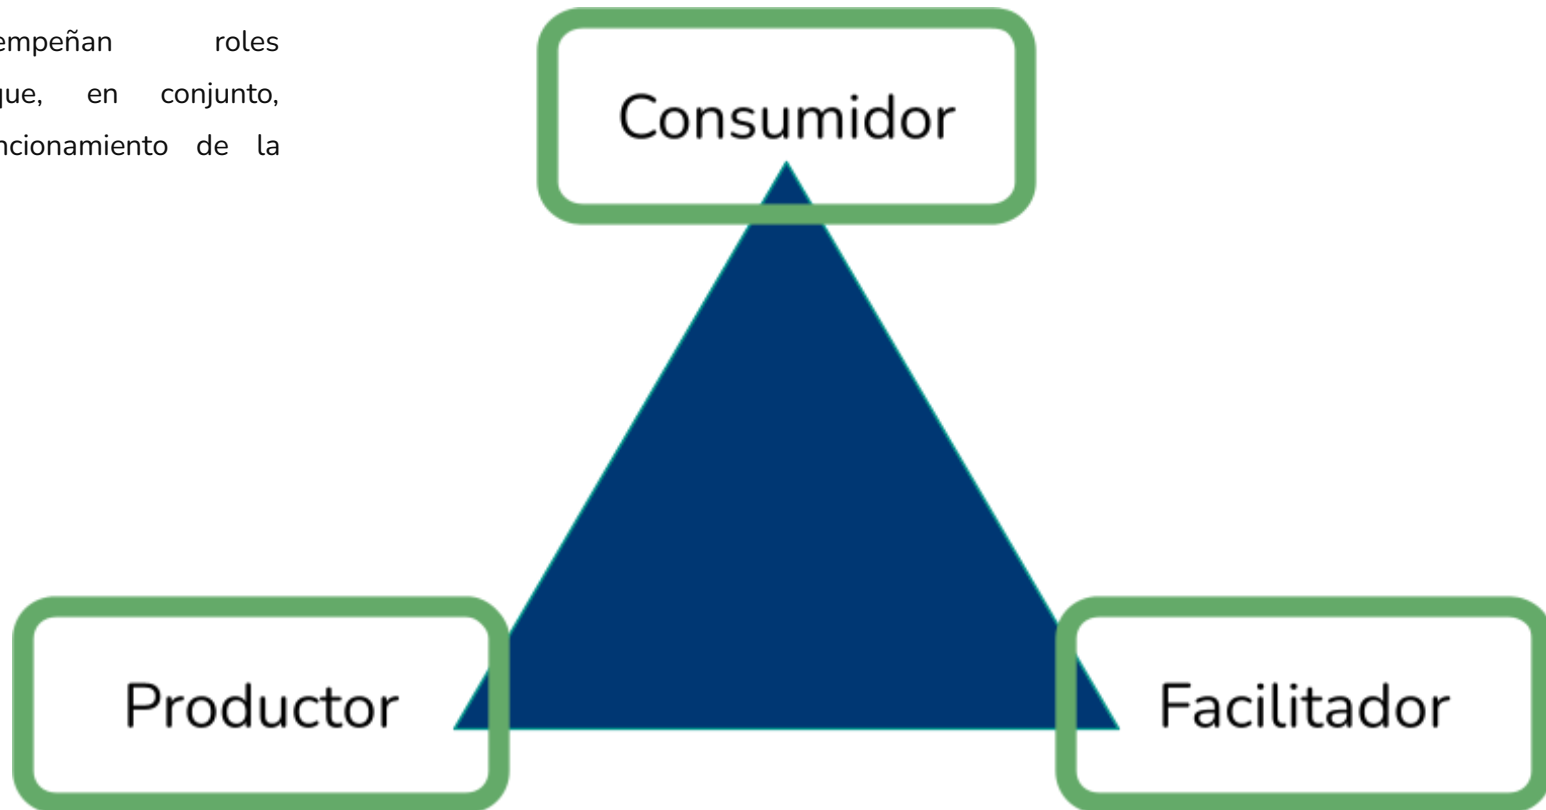 empeñan roles
que, en conjunto,
ncionamiento de la
Consumidor
Productor
Facilitador